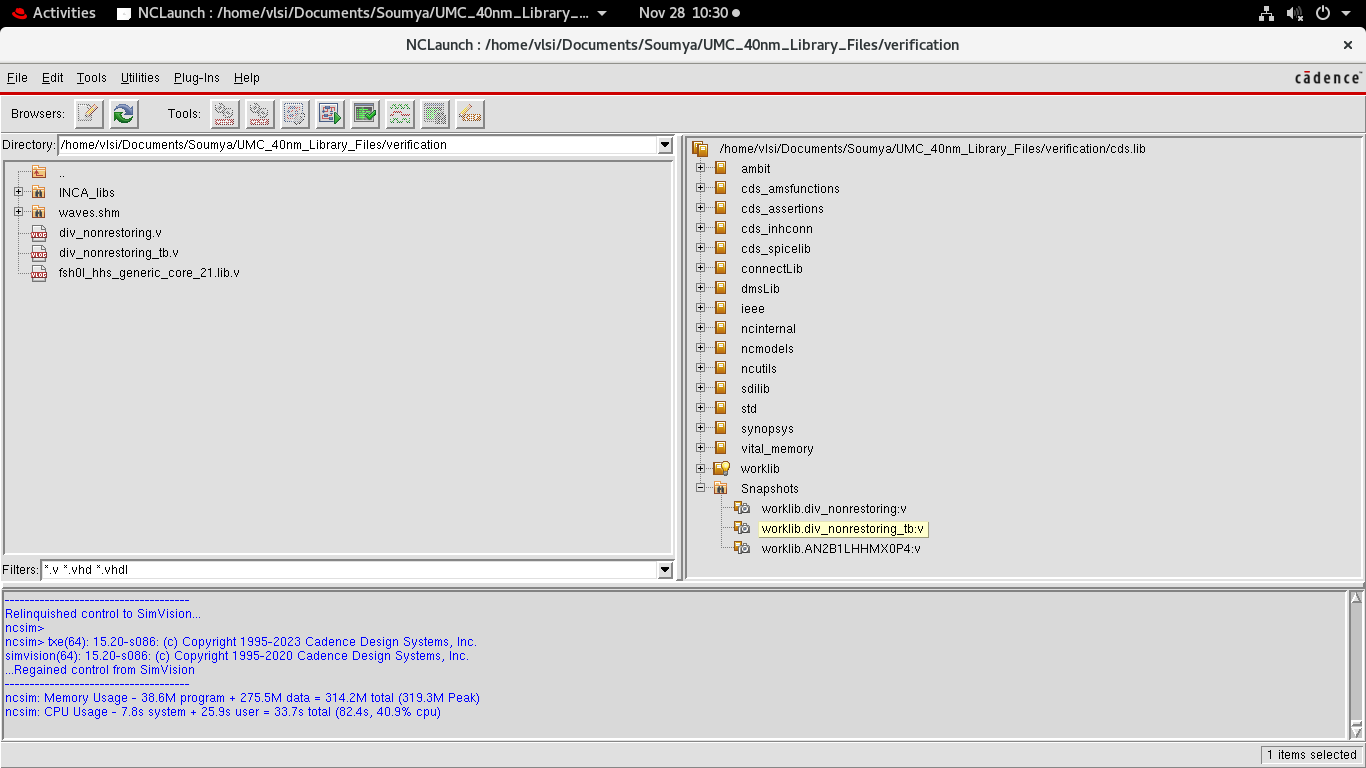 Activities NCLaunch : /home/vlsi/Documents/Soumya/UMC_40nm_Library_... Nov 28 10:30
NCLaunch : /home/vlsi/Documents/Soumya/UMC_40nm_Library_Files/verification
File Edit Tools Utilities Plug-Ins Help
cādence
Browsers: Tools:
Directory: /home/vlsi/Documents/Soumya/UMC_40nm_Library_Files/verification
..
INCA_libs
waves.shm
div_nonrestoring.v
div_nonrestoring_tb.v
fsh0l_hhs_generic_core_21.lib.v
Filters: *.v *.vhd *.vhdl
/home/vlsi/Documents/Soumya/UMC_40nm_Library_Files/verification/cds.lib
ambit
cds_amsfunctions
cds_assertions
cds_inhconn
cds_spicelib
connectLib
dmsLib
ieee
ncinternal
ncmodels
ncutils
sdilib
std
synopsys
vital_memory
worklib
Snapshots
worklib.div_nonrestoring:v
worklib.div_nonrestoring_tb:v
worklib.AN2B1LHHMX0P4:v
-------------------------------------
Relinquished control to SimVision...
ncsim>
ncsim> txe(64): 15.20-s086: (c) Copyright 1995-2023 Cadence Design Systems, Inc.
simvision(64): 15.20-s086: (c) Copyright 1995-2020 Cadence Design Systems, Inc.
...Regained control from SimVision
-------------------------------------
ncsim: Memory Usage - 38.6M program + 275.5M data = 314.2M total (319.3M Peak)
ncsim: CPU Usage - 7.8s system + 25.9s user = 33.7s total (82.4s, 40.9% cpu)
1 items selected